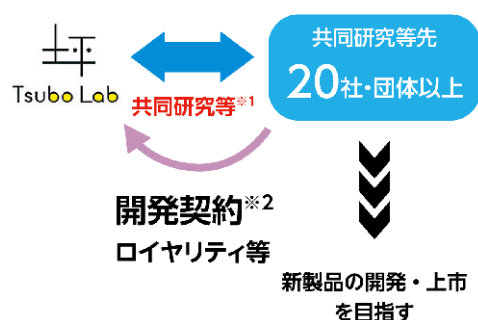 坪
Tsubo Lab
共同研究等※1
共同研究等先
20社・団体以上
開発契約※2
ロイヤリティ等
新製品の開発・上市
を目指す